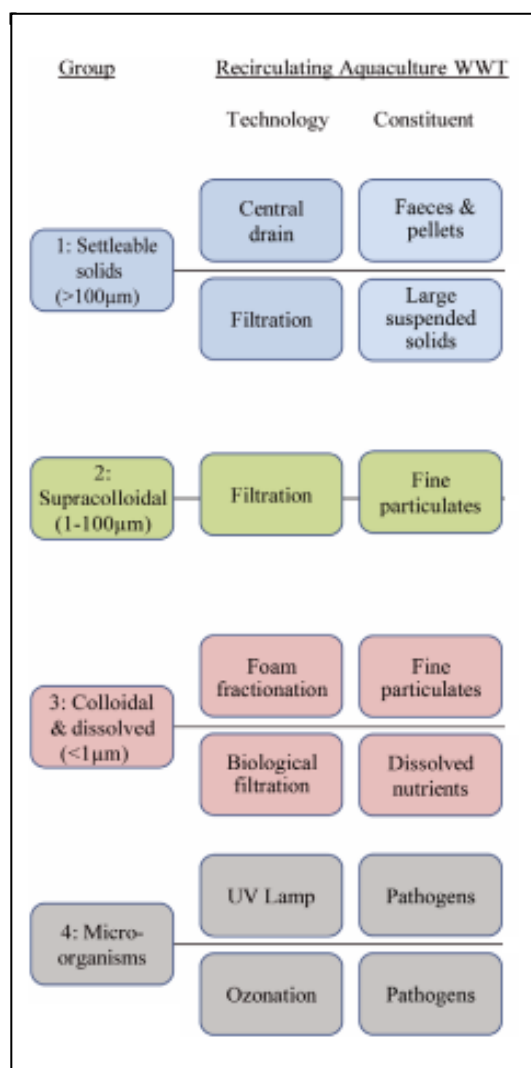 Group
Recirculating Aquaculture WWT
Technology
Constituent
1: Settleable
solids
(>100μm)
Central
drain
Faeces &
pellets
Filtration
Large
suspended
solids
2:
Supracolloidal
(1-100μm)
Filtration
Fine
particulates
3: Colloidal
& dissolved
(<1μm)
Foam
fractionation
Fine
particulates
Biological
filtration
Dissolved
nutrients
4: Micro-
organisms
UV Lamp
Pathogens
Ozonation
Pathogens